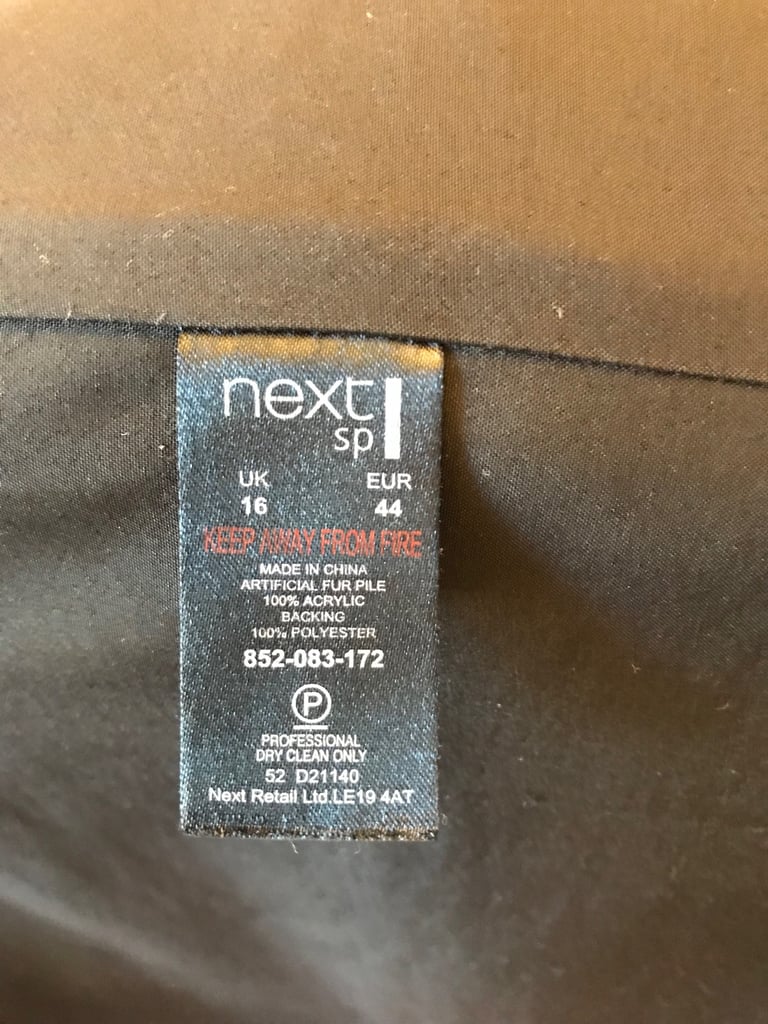 next
sp
UK EUR
16 44
KEEP AWAY FROM FIRE
MADE IN CHINA
ARTIFICIAL FUR PILE
100% ACRYLIC
BACKING
100% POLYESTER
852-083-172
P
PROFESSIONAL
DRY CLEAN ONLY
52 D21140
Next Retail Ltd.LE19 4AT